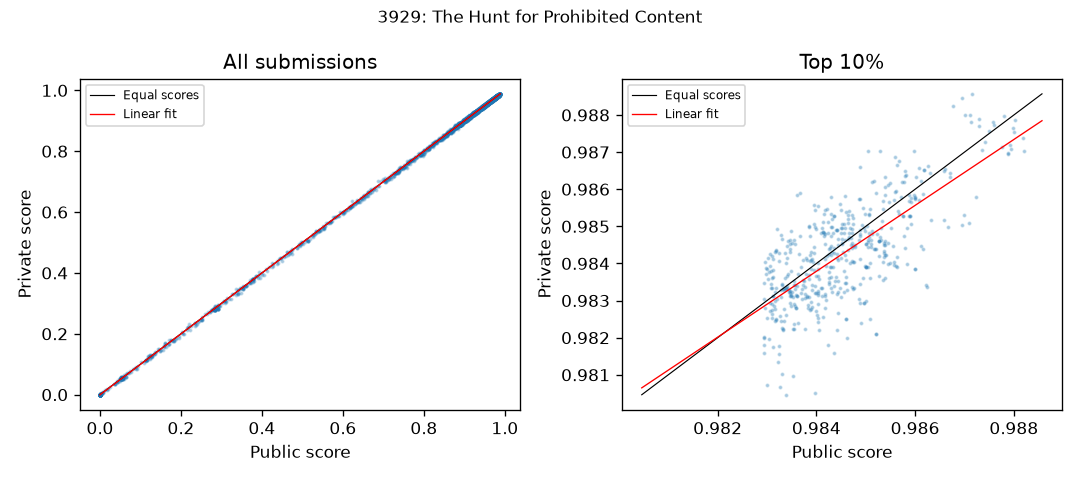 3929: The Hunt for Prohibited Content
All submissions
Equal scores
Linear fit
1.0
0.8
0.6
0.4
0.2
0.0
Private score
0.0 0.2 0.4 0.6 0.8 1.0
Public score
Top 10%
Equal scores
Linear fit
0.988
0.987
0.986
0.985
0.984
0.983
0.982
0.981
Private score
0.982 0.984 0.986 0.988
Public score